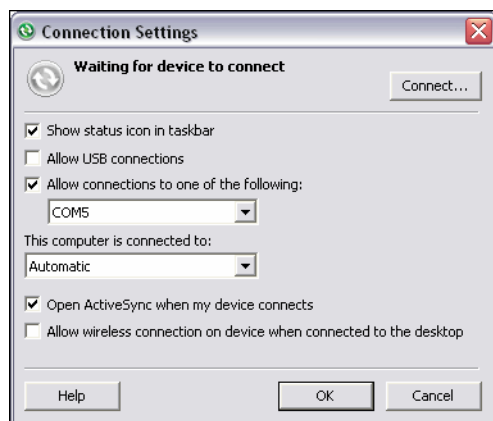 Connection Settings
Waiting for device to connect
Connect...
Show status icon in taskbar
Allow USB connections
Allow connections to one of the following:
COM5
This computer is connected to:
Automatic
Open ActiveSync when my device connects
Allow wireless connection on device when connected to the desktop
Help OK Cancel